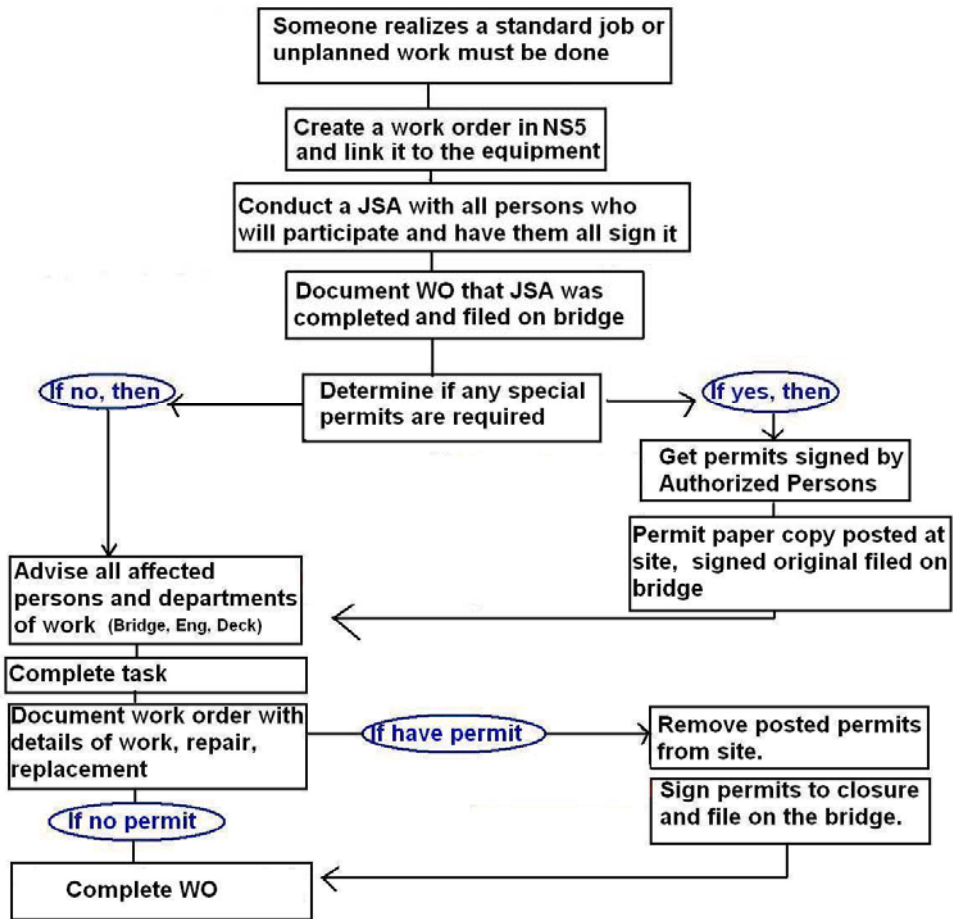 Someone realizes a standard job or
unplanned work must be done
Create a work order in NS5
and link it to the equipment
Conduct a JSA with all persons who
will participate and have them all sign it
Document WO that JSA was
completed and filed on bridge
If no, then
Determine if any special
permits are required
If yes, then
Get permits signed by
Authorized Persons
Permit paper copy posted at
site, signed original filed on
bridge
Advise all affected
persons and departments
of work (Bridge, Eng, Deck)
Complete task
Document work order with
details of work, repair,
replacement
If have permit
Remove posted permits
from site.
Sign permits to closure
and file on the bridge.
If no permit
Complete WO